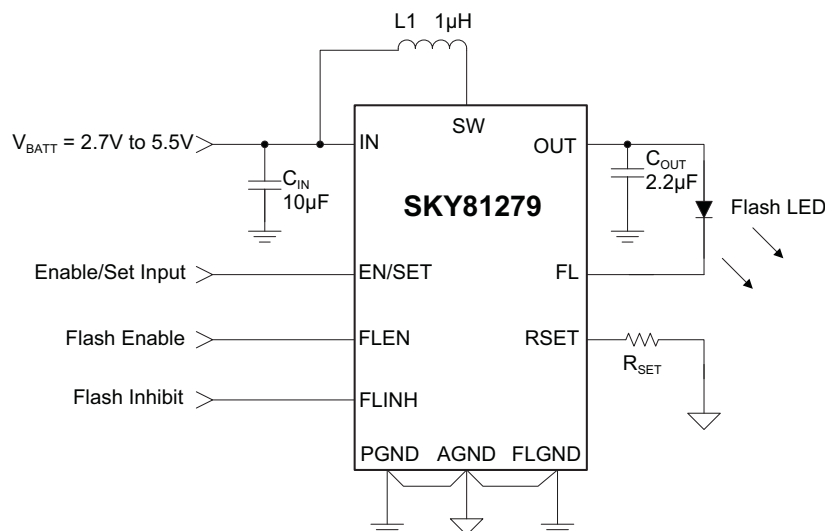 L1 1µH
SW
V_BATT = 2.7V to 5.5V
IN
OUT
C_IN
10µF
C_OUT
2.2µF
SKY81279
Flash LED
Enable/Set Input
EN/SET
FL
Flash Enable
FLEN
RSET
R_SET
Flash Inhibit
FLINH
PGND AGND FLGND